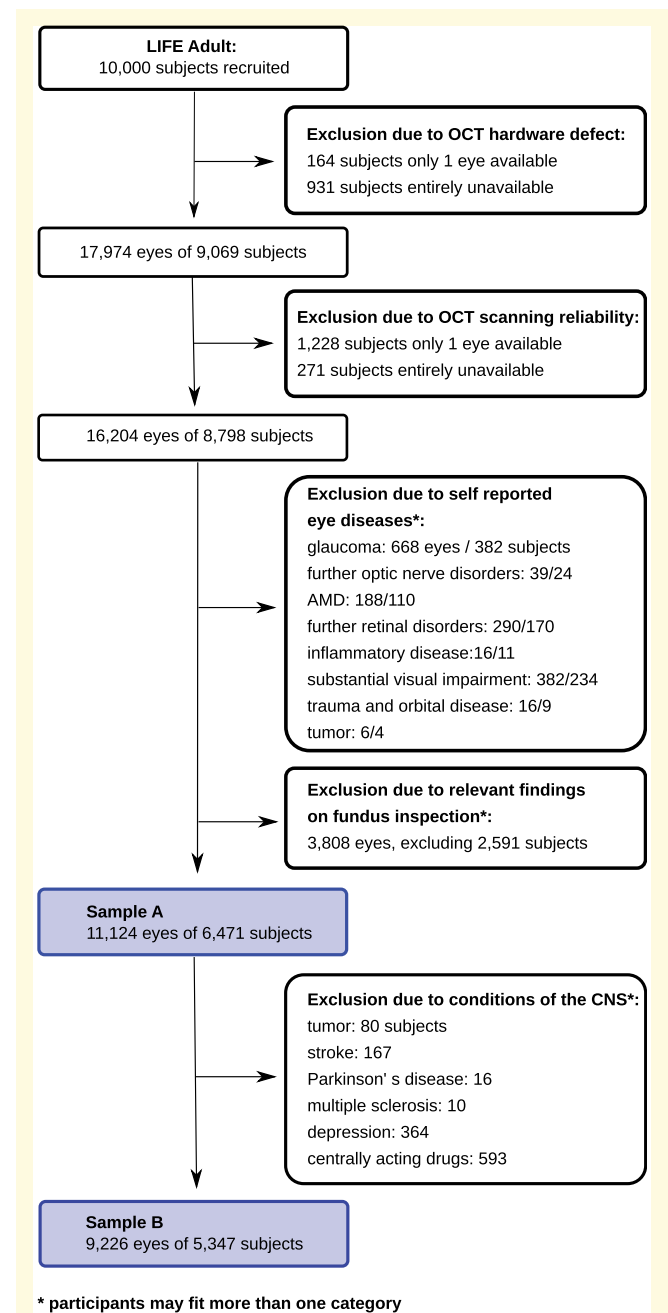 LIFE Adult:
10,000 subjects recruited
Exclusion due to OCT hardware defect:
164 subjects only 1 eye available
931 subjects entirely unavailable
17,974 eyes of 9,069 subjects
Exclusion due to OCT scanning reliability:
1,228 subjects only 1 eye available
271 subjects entirely unavailable
16,204 eyes of 8,798 subjects
Exclusion due to self reported
eye diseases*:
glaucoma: 668 eyes / 382 subjects
further optic nerve disorders: 39/24
AMD: 188/110
further retinal disorders: 290/170
inflammatory disease:16/11
substantial visual impairment: 382/234
trauma and orbital disease: 16/9
tumor: 6/4
Exclusion due to relevant findings
on fundus inspection*:
3,808 eyes, excluding 2,591 subjects
Sample A
11,124 eyes of 6,471 subjects
Exclusion due to conditions of the CNS*:
tumor: 80 subjects
stroke: 167
Parkinson' s disease: 16
multiple sclerosis: 10
depression: 364
centrally acting drugs: 593
Sample B
9,226 eyes of 5,347 subjects
* participants may fit more than one category